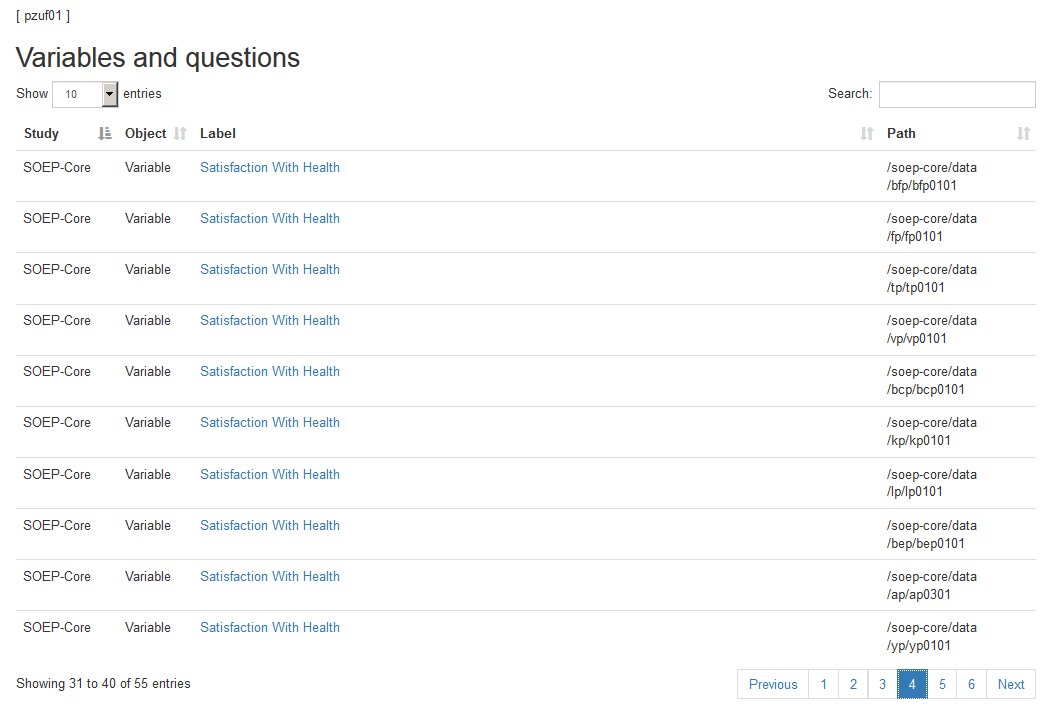 [ pzuf01 ]
Variables and questions
Show 10 entries Search:
Study Object Label Path
SOEP-Core Variable Satisfaction With Health /soep-core/data
/bfp/bfp0101
SOEP-Core Variable Satisfaction With Health /soep-core/data
/fp/fp0101
SOEP-Core Variable Satisfaction With Health /soep-core/data
/tp/tp0101
SOEP-Core Variable Satisfaction With Health /soep-core/data
/vp/vp0101
SOEP-Core Variable Satisfaction With Health /soep-core/data
/bcp/bcp0101
SOEP-Core Variable Satisfaction With Health /soep-core/data
/kp/kp0101
SOEP-Core Variable Satisfaction With Health /soep-core/data
/lp/lp0101
SOEP-Core Variable Satisfaction With Health /soep-core/data
/bep/bep0101
SOEP-Core Variable Satisfaction With Health /soep-core/data
/ap/ap0301
SOEP-Core Variable Satisfaction With Health /soep-core/data
/yp/yp0101
Showing 31 to 40 of 55 entries Previous 1 2 3 4 5 6 Next